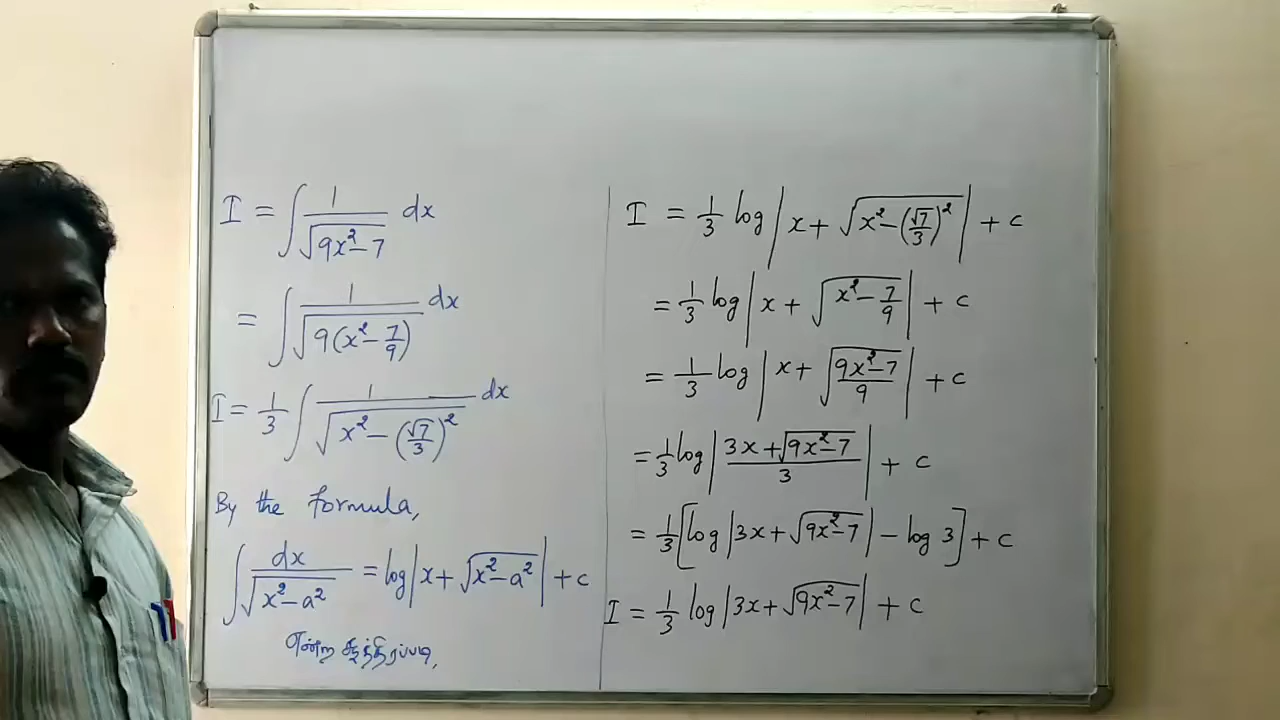 I = ∫ 1/√(9x²−7) dx
= ∫ 1/√(9(x²−7/9)) dx
I = 1/3 ∫ 1/√(x²−(√7/3)²) dx
By the formula,
∫ dx/√(x²−a²) = log|x+√(x²−a²)| + c
என்ற சூத்திரப்படி,
I = 1/3 log|x+√(x²−(√7/3)²)| + c
= 1/3 log|x+√(x²−7/9)| + c
= 1/3 log|x+√((9x²−7)/9)| + c
= 1/3 log|(3x+√(9x²−7))/3| + c
= 1/3[log|3x+√(9x²−7)| − log 3] + c
I = 1/3 log|3x+√(9x²−7)| + c